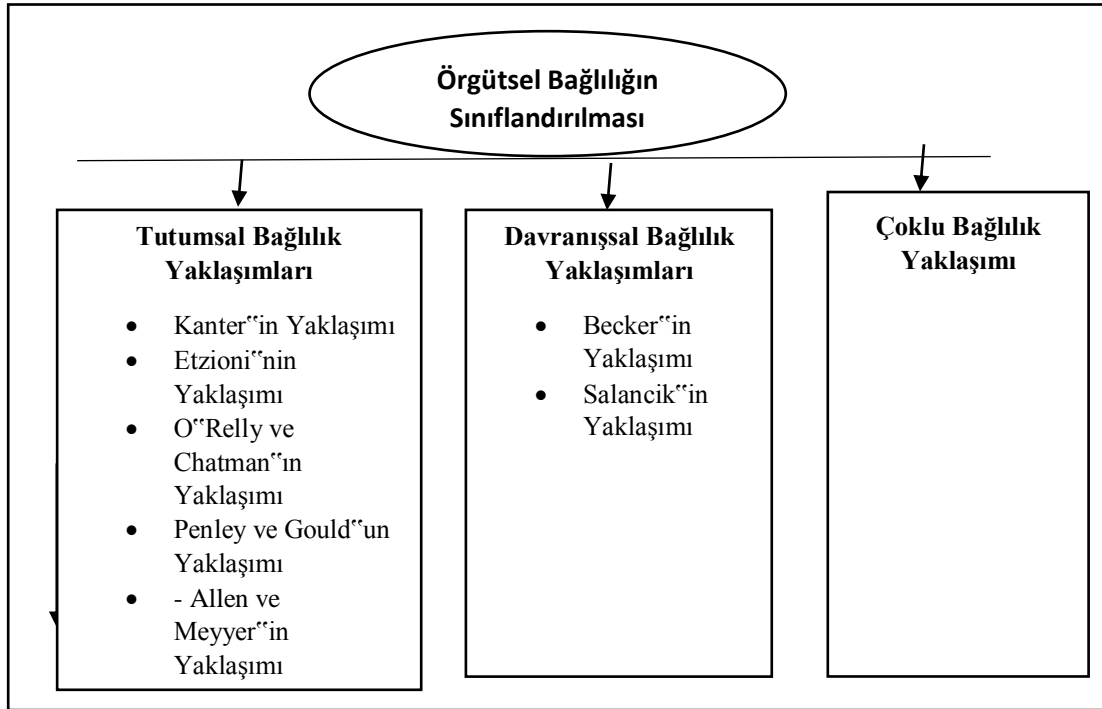 Örgütsel Bağlılığın
Sınıflandırılması
Tutumsal Bağlılık
Yaklaşımları
• Kanter‟in Yaklaşımı
• Etzioni‟nin
Yaklaşımı
• O‟Relly ve
Chatman‟ın
Yaklaşımı
• Penley ve Gould‟un
Yaklaşımı
• - Allen ve
Meyyer‟in
Yaklaşımı
Davranışsal Bağlılık
Yaklaşımları
• Becker‟in
Yaklaşımı
• Salancik‟in
Yaklaşımı
Çoklu Bağlılık
Yaklaşımı